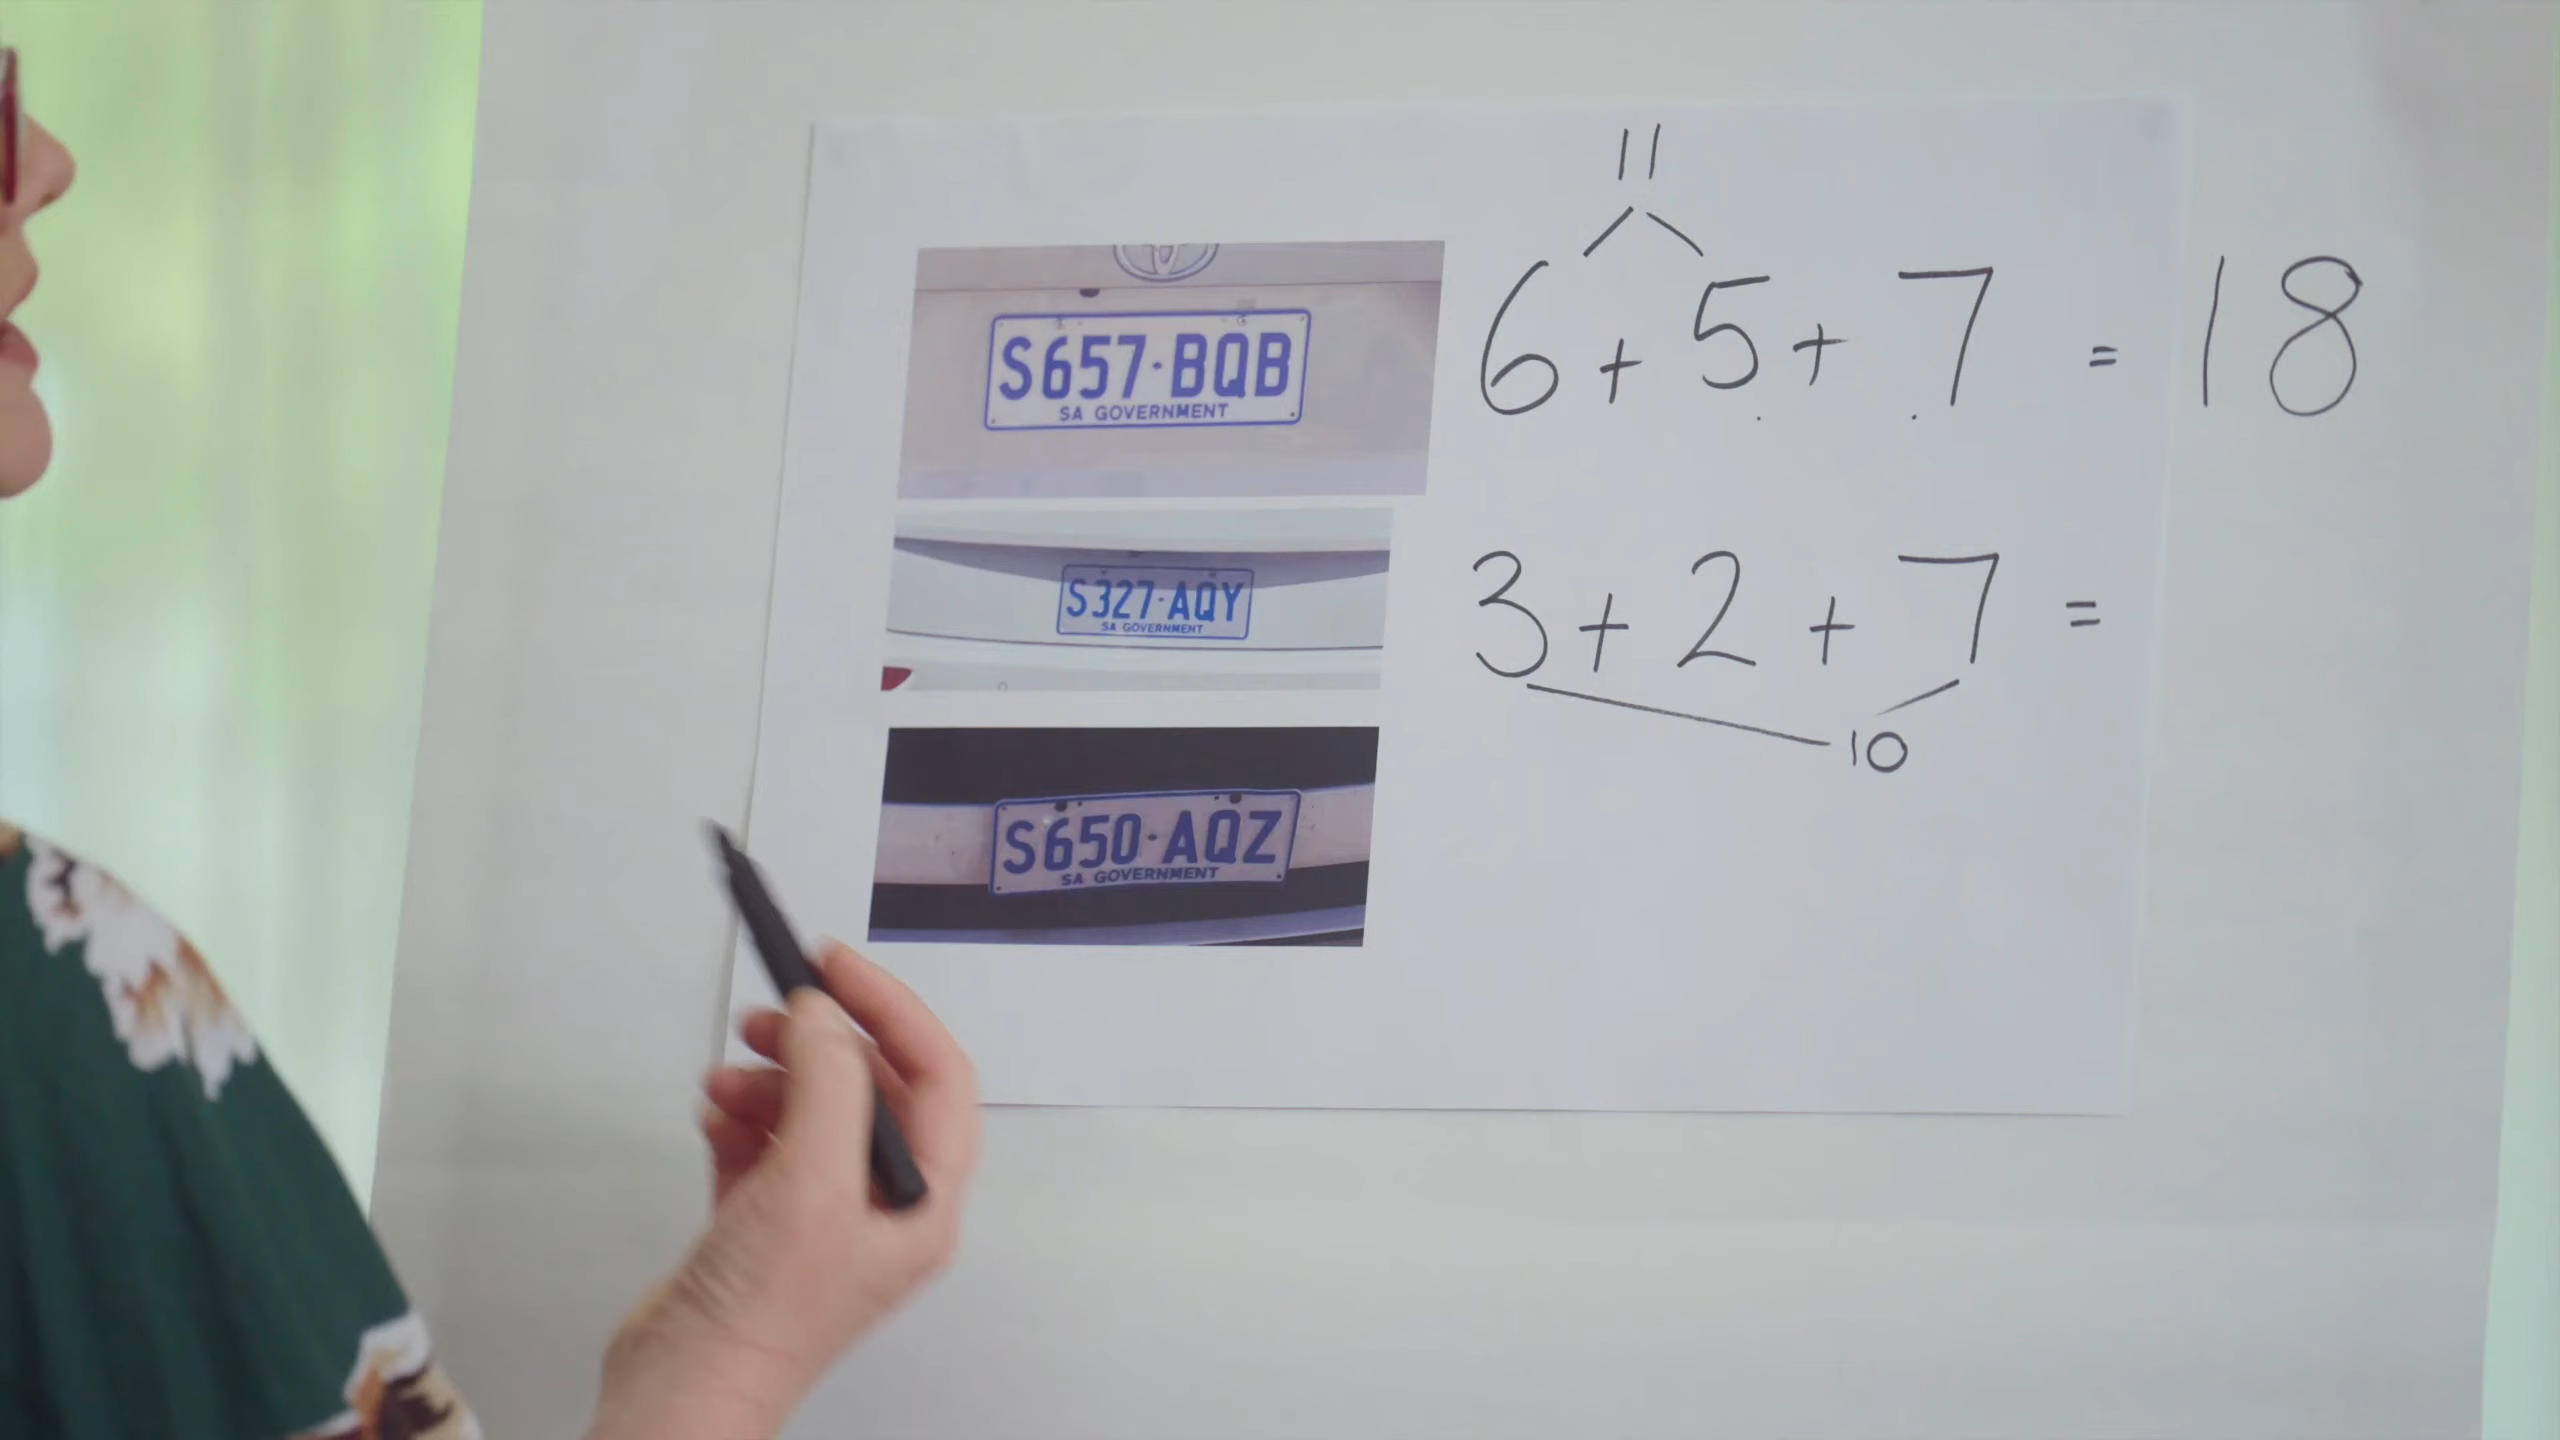 11
S657·BQB
SA GOVERNMENT
6 + 5 + 7 = 18
S327·AQY
SA GOVERNMENT
3 + 2 + 7 =
10
S650·AQZ
SA GOVERNMENT